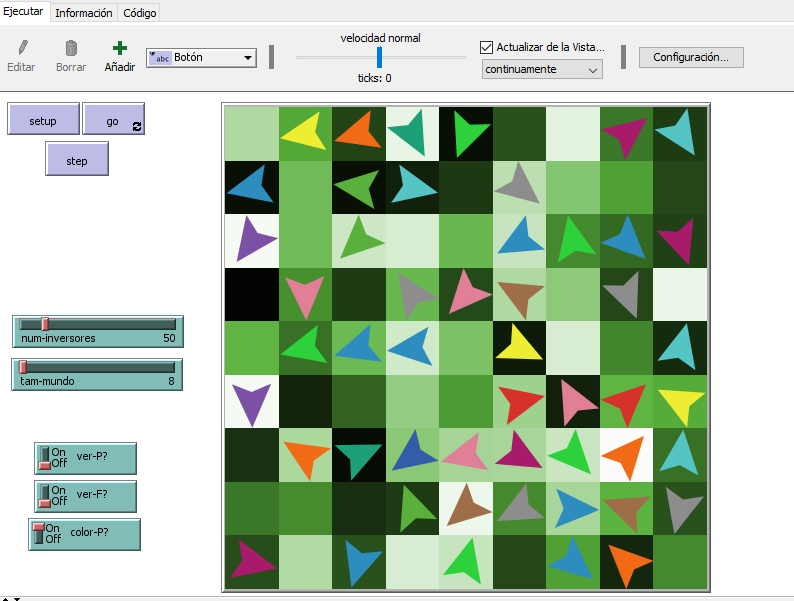 Ejecutar Información Código
velocidad normal
Editar Borrar Añadir abc Botón
ticks: 0
Actualizar de la Vista...
continuamente
Configuración...
setup go
step
num-inversores 50
tam-mundo 8
On
Off ver-P?
On
Off ver-F?
On
Off color-P?